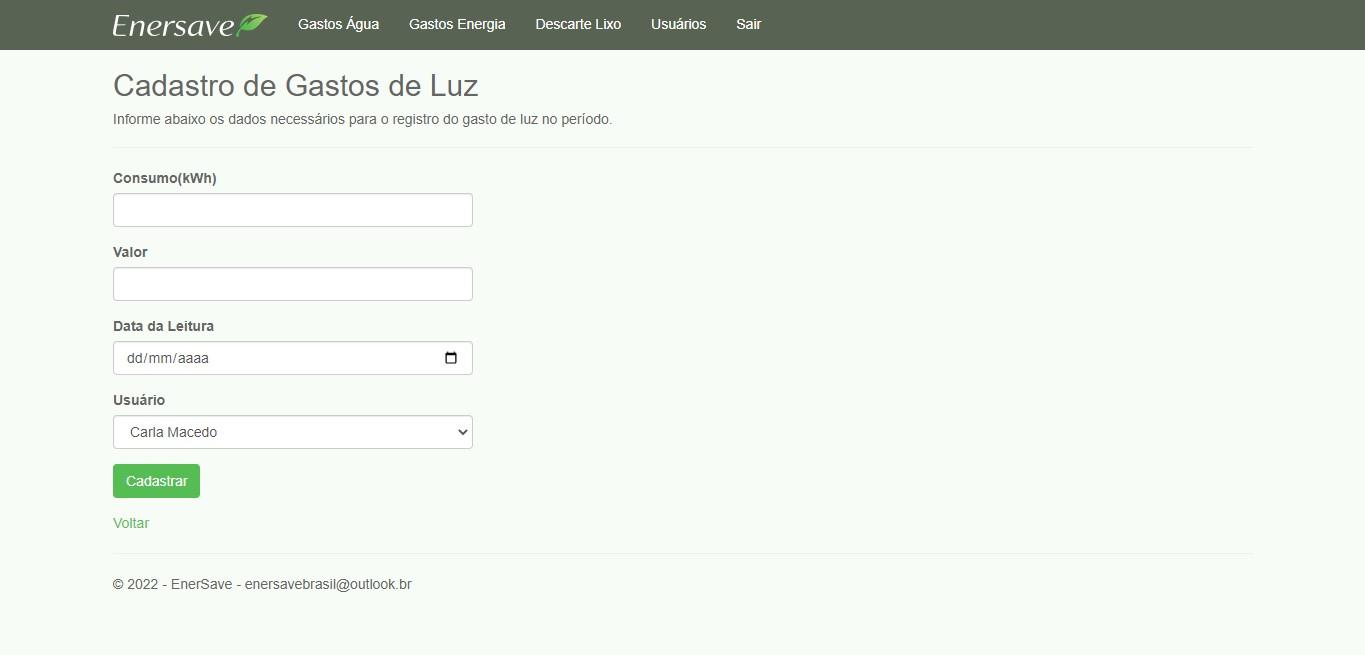 Enersave Gastos Água Gastos Energia Descarte Lixo Usuários Sair
Cadastro de Gastos de Luz
Informe abaixo os dados necessários para o registro do gasto de luz no período.
Consumo(kWh)
Valor
Data da Leitura
dd/mm/aaaa
Usuário
Carla Macedo
Cadastrar
Voltar
© 2022 - EnerSave - enersavebrasil@outlook.br